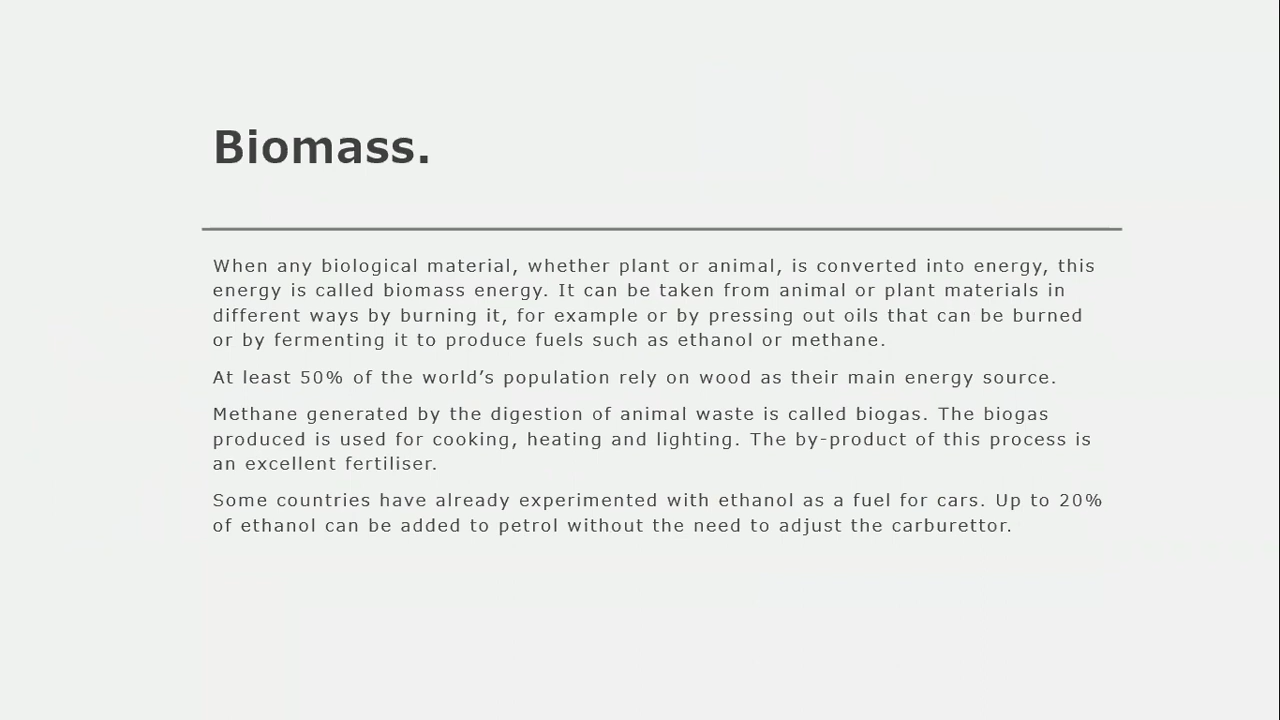 Biomass.
When any biological material, whether plant or animal, is converted into energy, this
energy is called biomass energy. It can be taken from animal or plant materials in
different ways by burning it, for example or by pressing out oils that can be burned
or by fermenting it to produce fuels such as ethanol or methane.
At least 50% of the world’s population rely on wood as their main energy source.
Methane generated by the digestion of animal waste is called biogas. The biogas
produced is used for cooking, heating and lighting. The by-product of this process is
an excellent fertiliser.
Some countries have already experimented with ethanol as a fuel for cars. Up to 20%
of ethanol can be added to petrol without the need to adjust the carburettor.